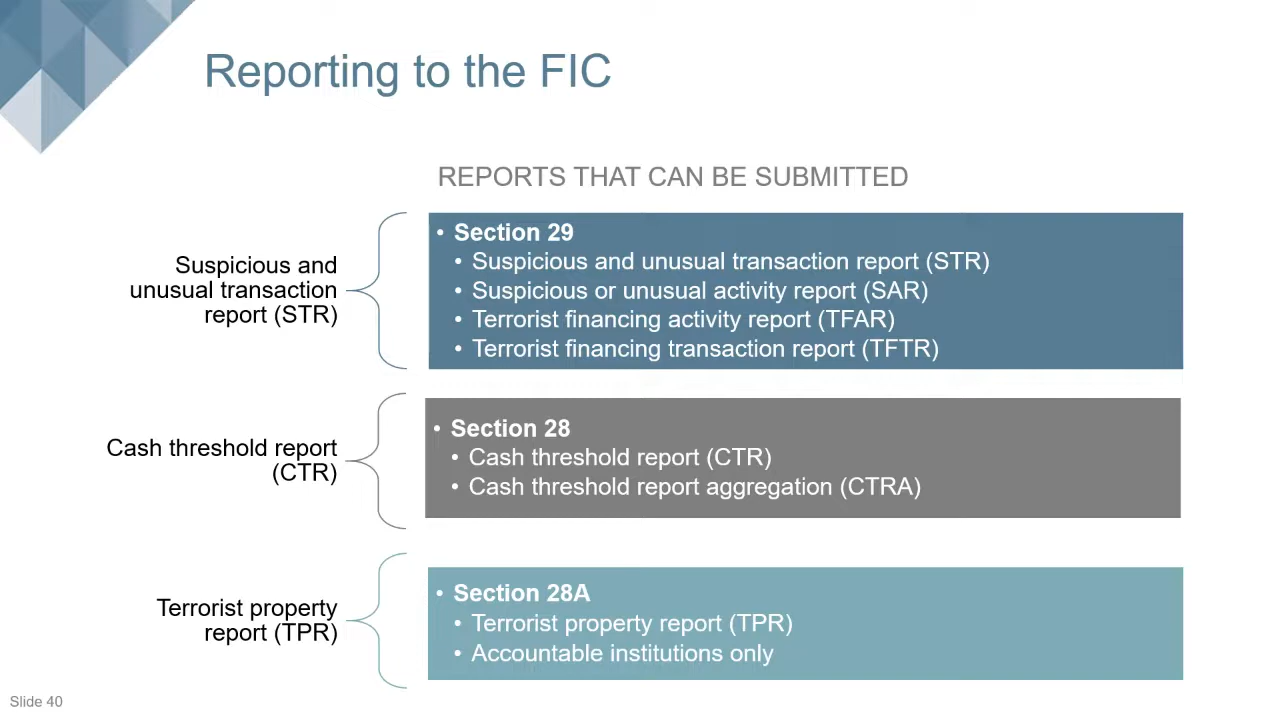 Reporting to the FIC
REPORTS THAT CAN BE SUBMITTED
Suspicious and
unusual transaction
report (STR)
• Section 29
• Suspicious and unusual transaction report (STR)
• Suspicious or unusual activity report (SAR)
• Terrorist financing activity report (TFAR)
• Terrorist financing transaction report (TFTR)
Cash threshold report
(CTR)
• Section 28
• Cash threshold report (CTR)
• Cash threshold report aggregation (CTRA)
Terrorist property
report (TPR)
• Section 28A
• Terrorist property report (TPR)
• Accountable institutions only
Slide 40